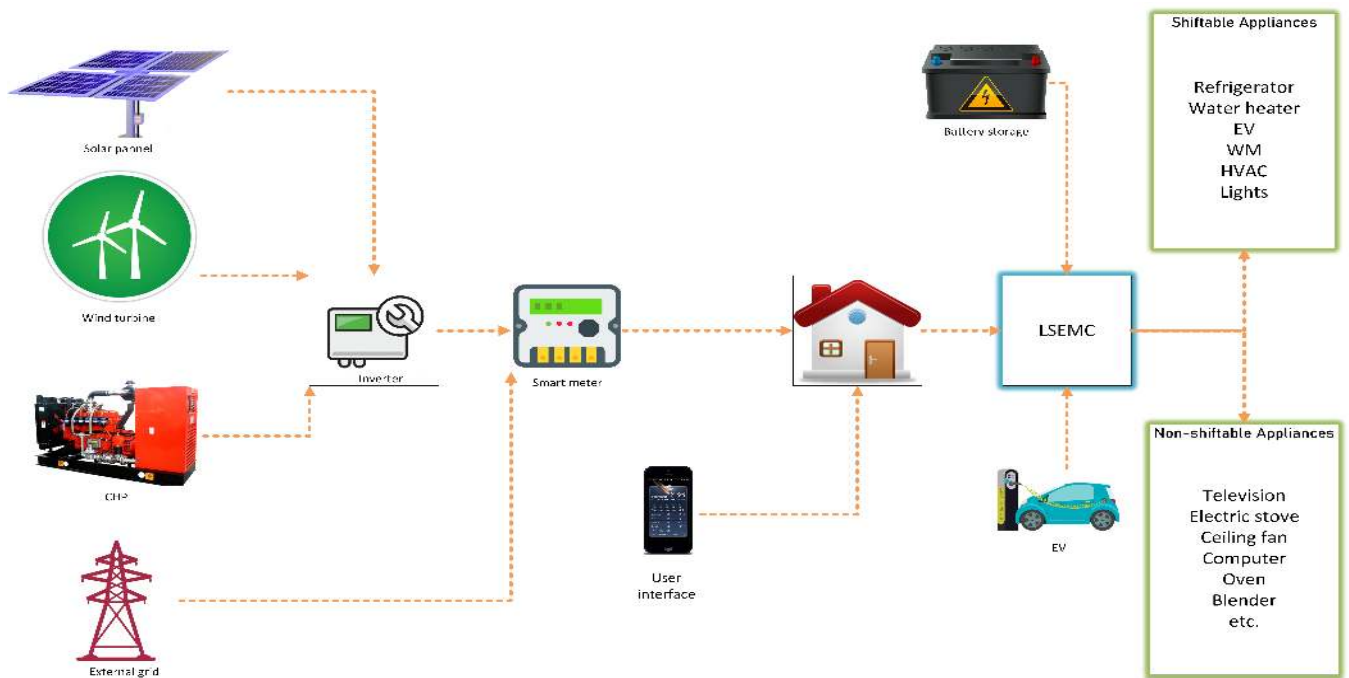 Solar pannel
Wind turbine
CHP
External grid
Inverter
Smart meter
User
interface
Battery storage
LSEMC
EV
Shiftable Appliances
Refrigerator
Water heater
EV
WM
HVAC
Lights
Non-shiftable Appliances
Television
Electric stove
Ceiling fan
Computer
Oven
Blender
etc.